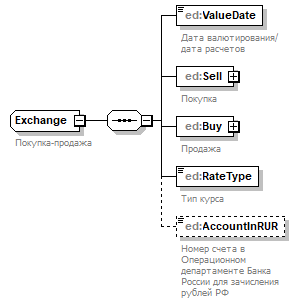 ed:ValueDate
Дата валютирования/
дата расчетов
ed:Sell
Покупка
Exchange
Покупка-продажа
ed:Buy
Продажа
ed:RateType
Тип курса
ed:AccountInRUR
Номер счета в
Операционном
департаменте Банка
России для зачисления
рублей РФ